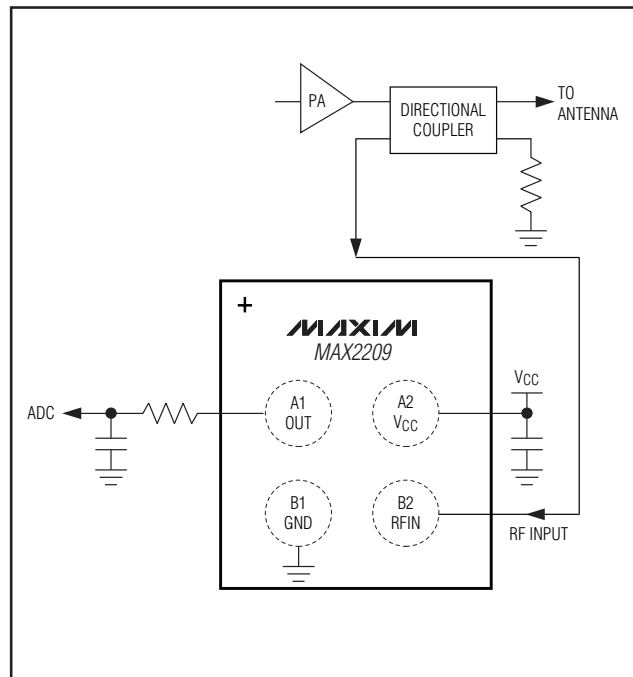 PA
DIRECTIONAL
COUPLER
TO
ANTENNA
+
MAXIM
MAX2209
ADC
A1
OUT
A2
VCC
VCC
B1
GND
B2
RFIN
RF INPUT